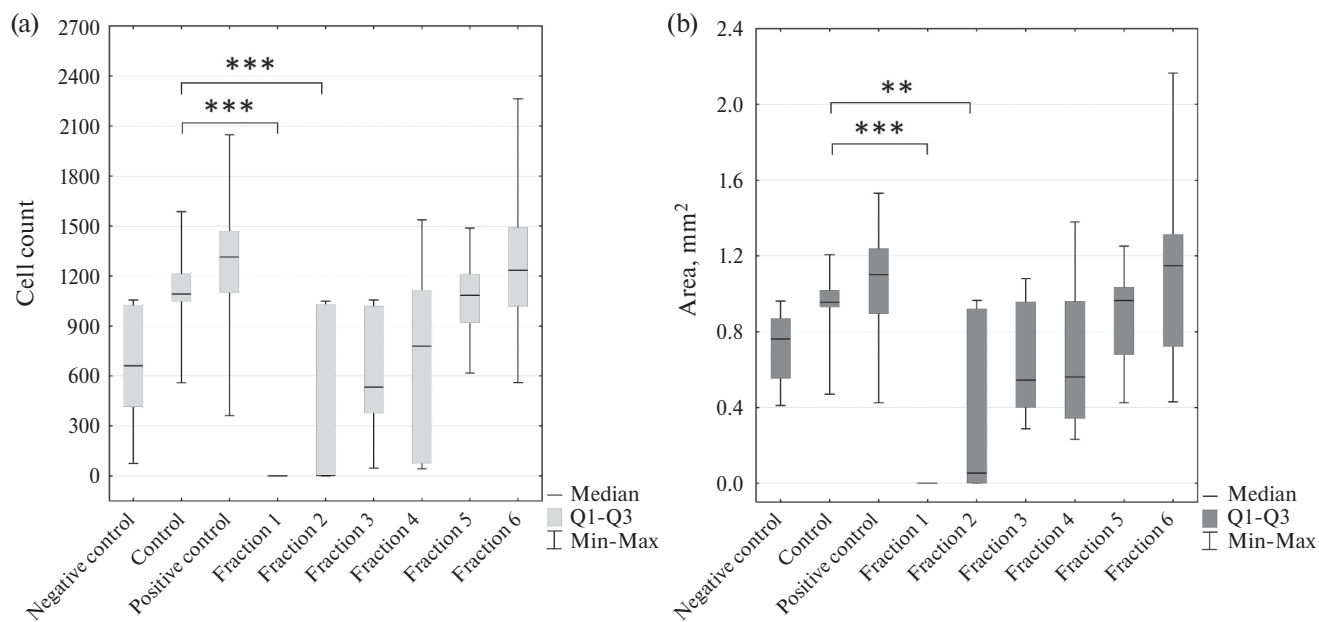 (a)
2700
2400
2100
1800
1500
1200
900
600
300
0
Cell count
***
***
Negative control
Control
Positive control
Fraction 1
Fraction 2
Fraction 3
Fraction 4
Fraction 5
Fraction 6
— Median
Q1-Q3
Min-Max
(b)
2.4
2.0
1.6
1.2
0.8
0.4
0.0
Area, mm²
**
***
Negative control
Control
Positive control
Fraction 1
Fraction 2
Fraction 3
Fraction 4
Fraction 5
Fraction 6
— Median
Q1-Q3
Min-Max